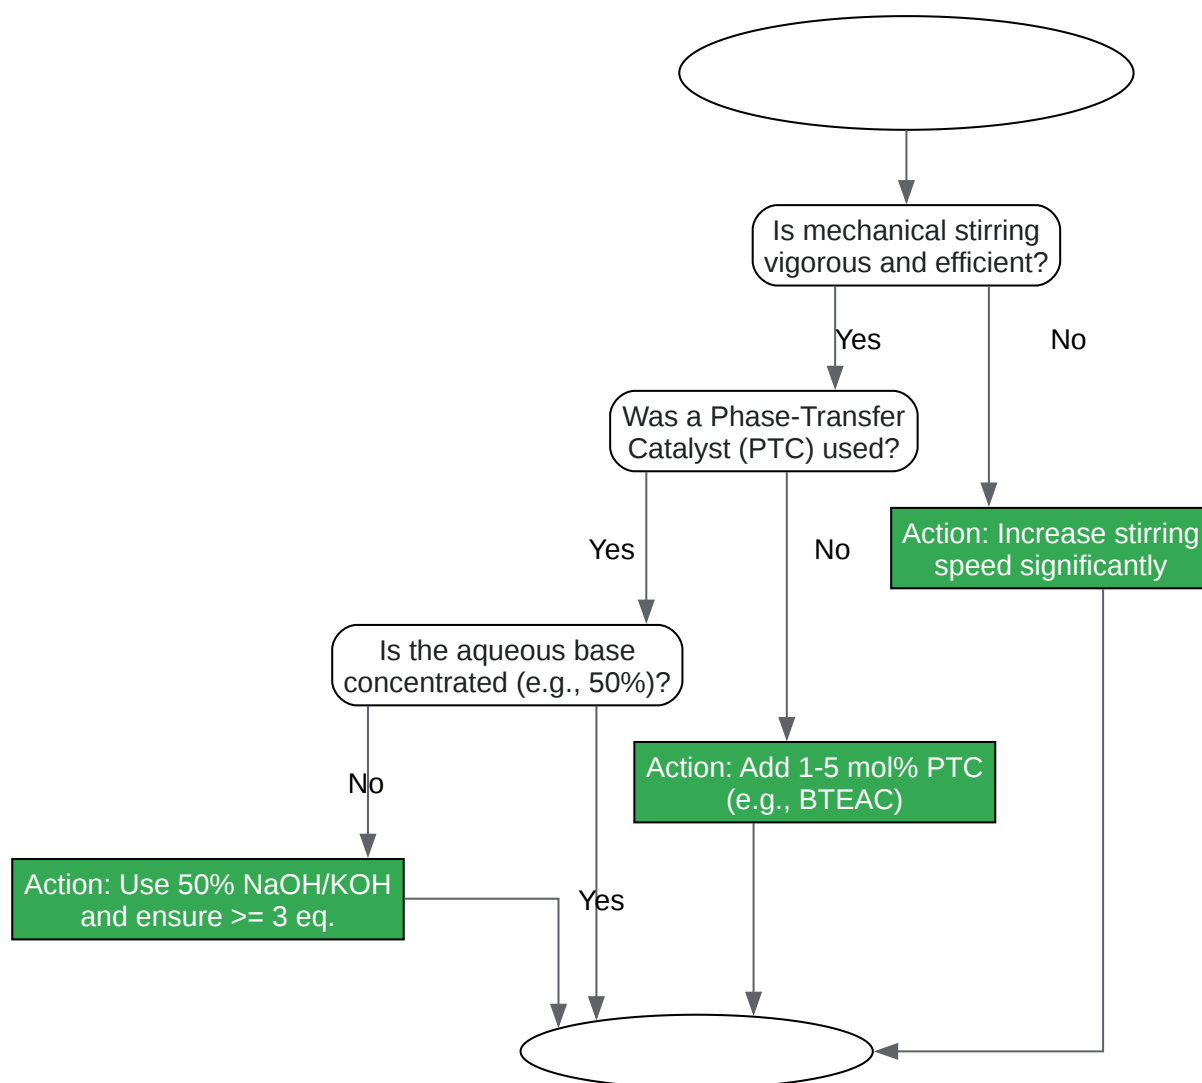 Is mechanical stirring
vigorous and efficient?
Yes
No
Was a Phase-Transfer
Catalyst (PTC) used?
Yes
No
Action: Increase stirring
speed significantly
Is the aqueous base
concentrated (e.g., 50%)?
No
Yes
Action: Add 1-5 mol% PTC
(e.g., BTEAC)
Action: Use 50% NaOH/KOH
and ensure >= 3 eq.